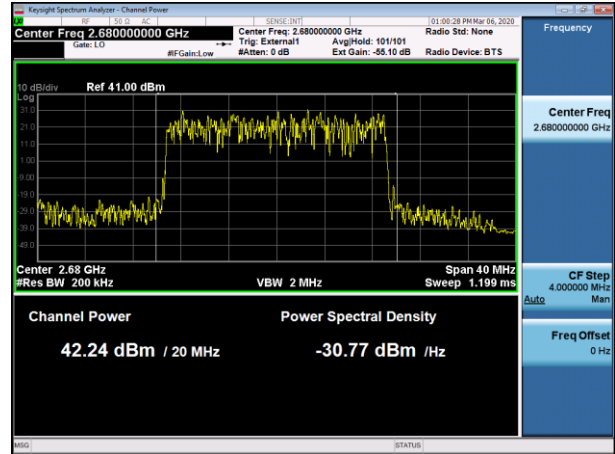 Keysight Spectrum Analyzer - Channel Power
RF 50 Ω AC SENSE:INT 01:00:28 PM Mar 06, 2020
Center Freq 2.680000000 GHz
Gate: LO
#IFGain:Low
Center Freq: 2.680000000 GHz
Trig: External1 Avg|Hold: 101/101
#Atten: 0 dB Ext Gain: -55.10 dB
Radio Std: None
Radio Device: BTS
Frequency
10 dB/div Ref 41.00 dBm
Log
31.0
21.0
11.0
1.00
-9.00
-19.0
-29.0
-39.0
-49.0
Center Freq
2.680000000 GHz
Center 2.68 GHz Span 40 MHz
#Res BW 200 kHz VBW 2 MHz Sweep 1.199 ms
CF Step
4.000000 MHz
Auto Man
Channel Power Power Spectral Density
42.24 dBm / 20 MHz -30.77 dBm /Hz
Freq Offset
0 Hz
MSG STATUS